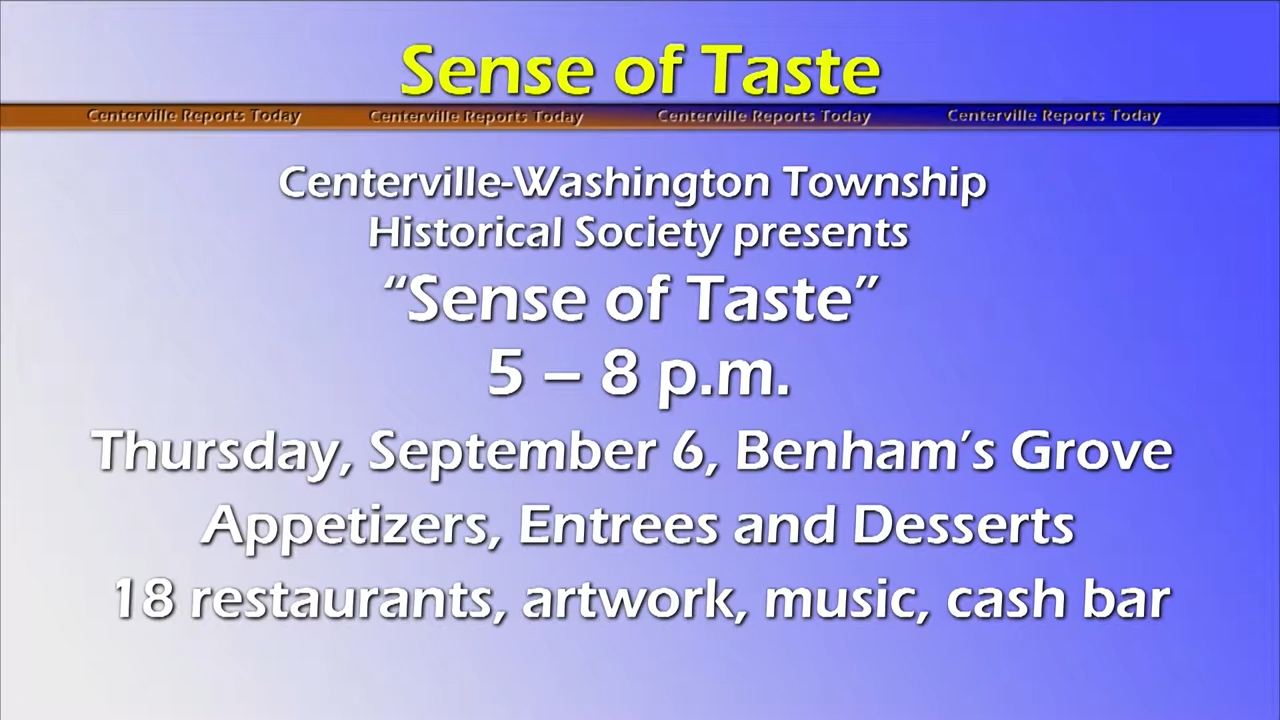 Sense of Taste
Centerville Reports Today Centerville Reports Today Centerville Reports Today Centerville Reports Today
Centerville-Washington Township
Historical Society presents
“Sense of Taste”
5 – 8 p.m.
Thursday, September 6, Benham’s Grove
Appetizers, Entrees and Desserts
18 restaurants, artwork, music, cash bar